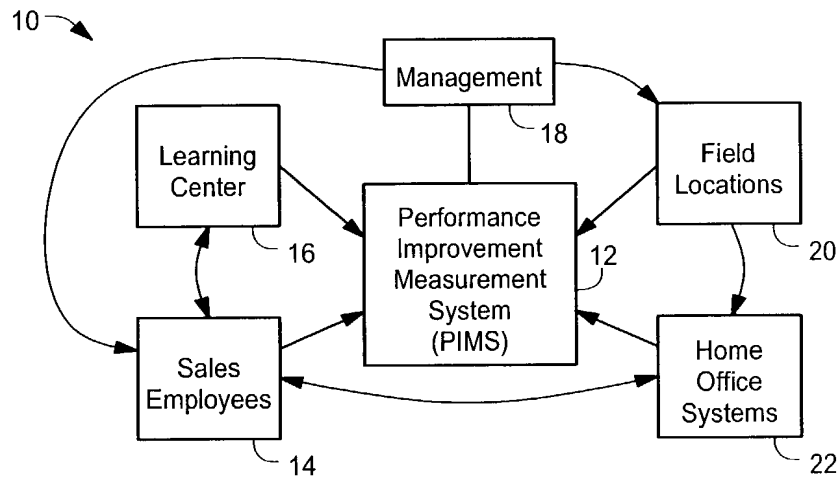 10
Management
18
Learning
Center
16
Field
Locations
20
Performance
Improvement
Measurement
System
(PIMS)
12
Sales
Employees
14
Home
Office
Systems
22